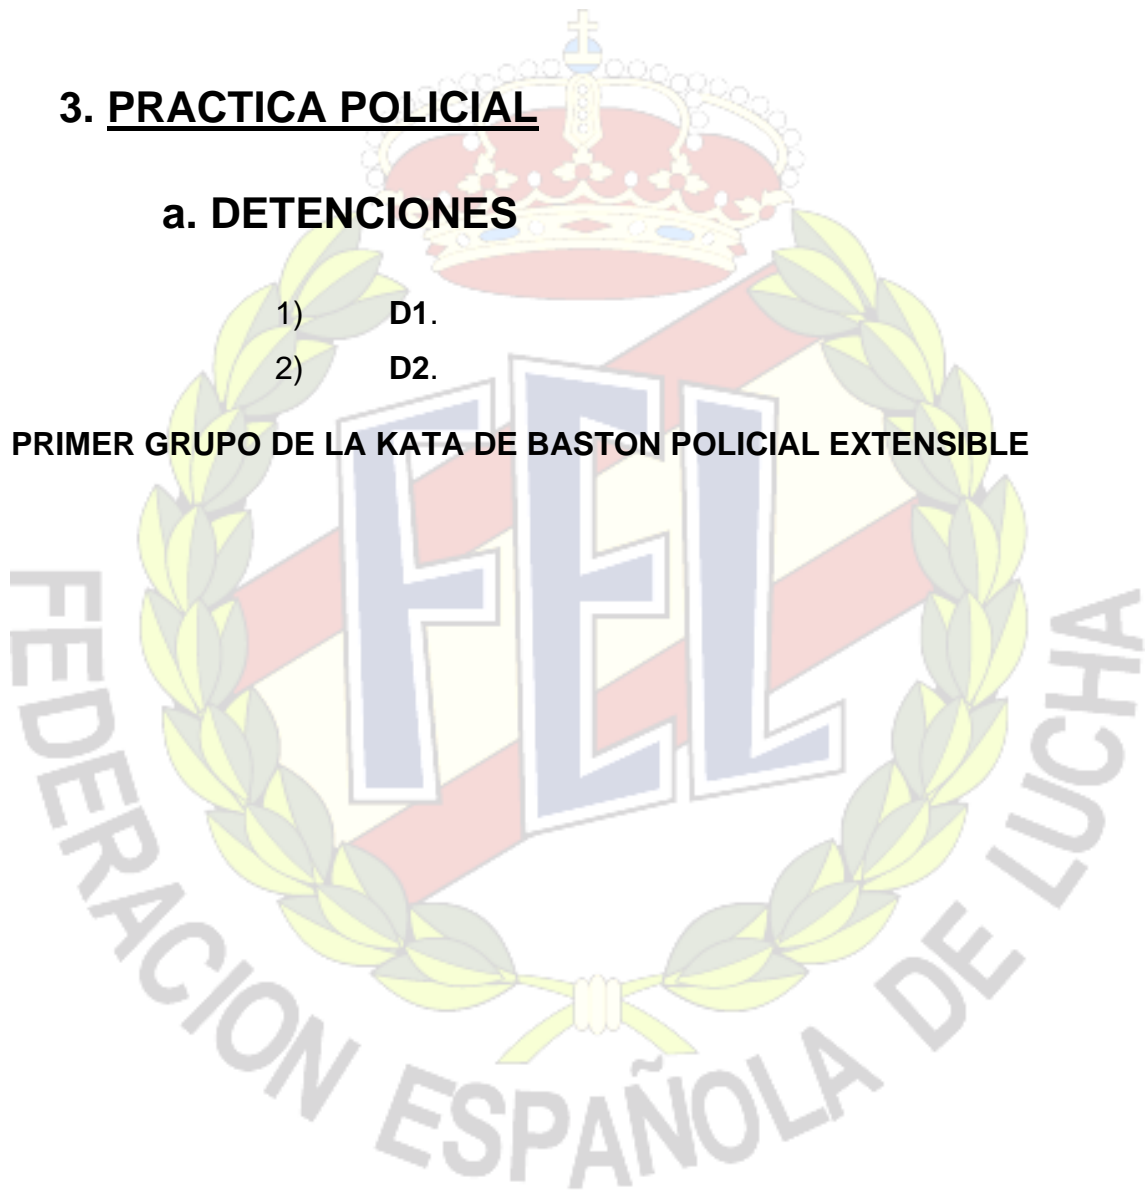 3. PRACTICA POLICIAL
a. DETENCIONES
1) D1.
2) D2.
PRIMER GRUPO DE LA KATA DE BASTON POLICIAL EXTENSIBLE
FEL
FEDERACION ESPAÑOLA DE LUCHA